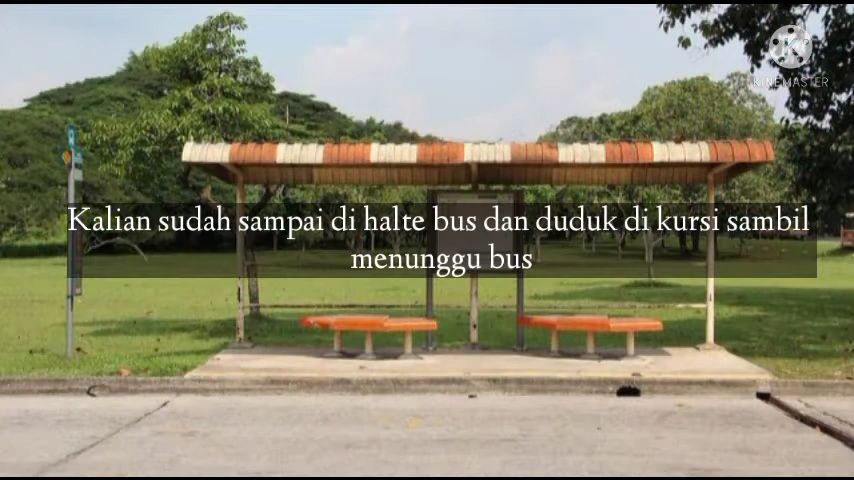 KINEMASTER
Kalian sudah sampai di halte bus dan duduk di kursi sambil
menunggu bus